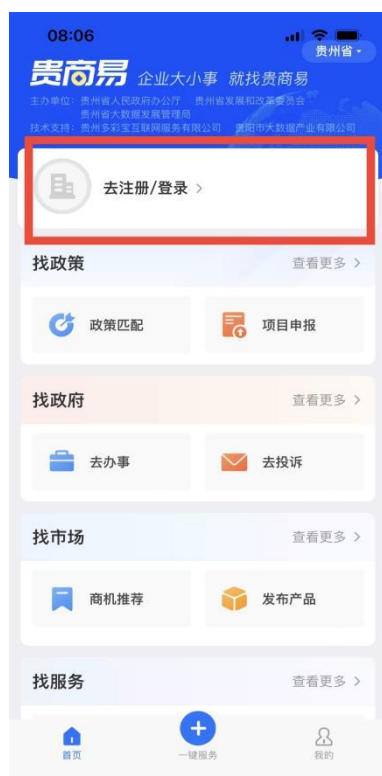 08:06
贵州省
贵商易 企业大小事 就找贵商易
主办单位：贵州省人民政府办公厅 贵州省发展和改革委员会
贵州省大数据发展管理局
技术支持：贵州多彩宝互联网服务有限公司 贵阳市大数据产业有限公司
去注册/登录 >
找政策 查看更多 >
政策匹配 项目申报
找政府 查看更多 >
去办事 去投诉
找市场 查看更多 >
商机推荐 发布产品
找服务 查看更多 >
首页 一键服务 我的